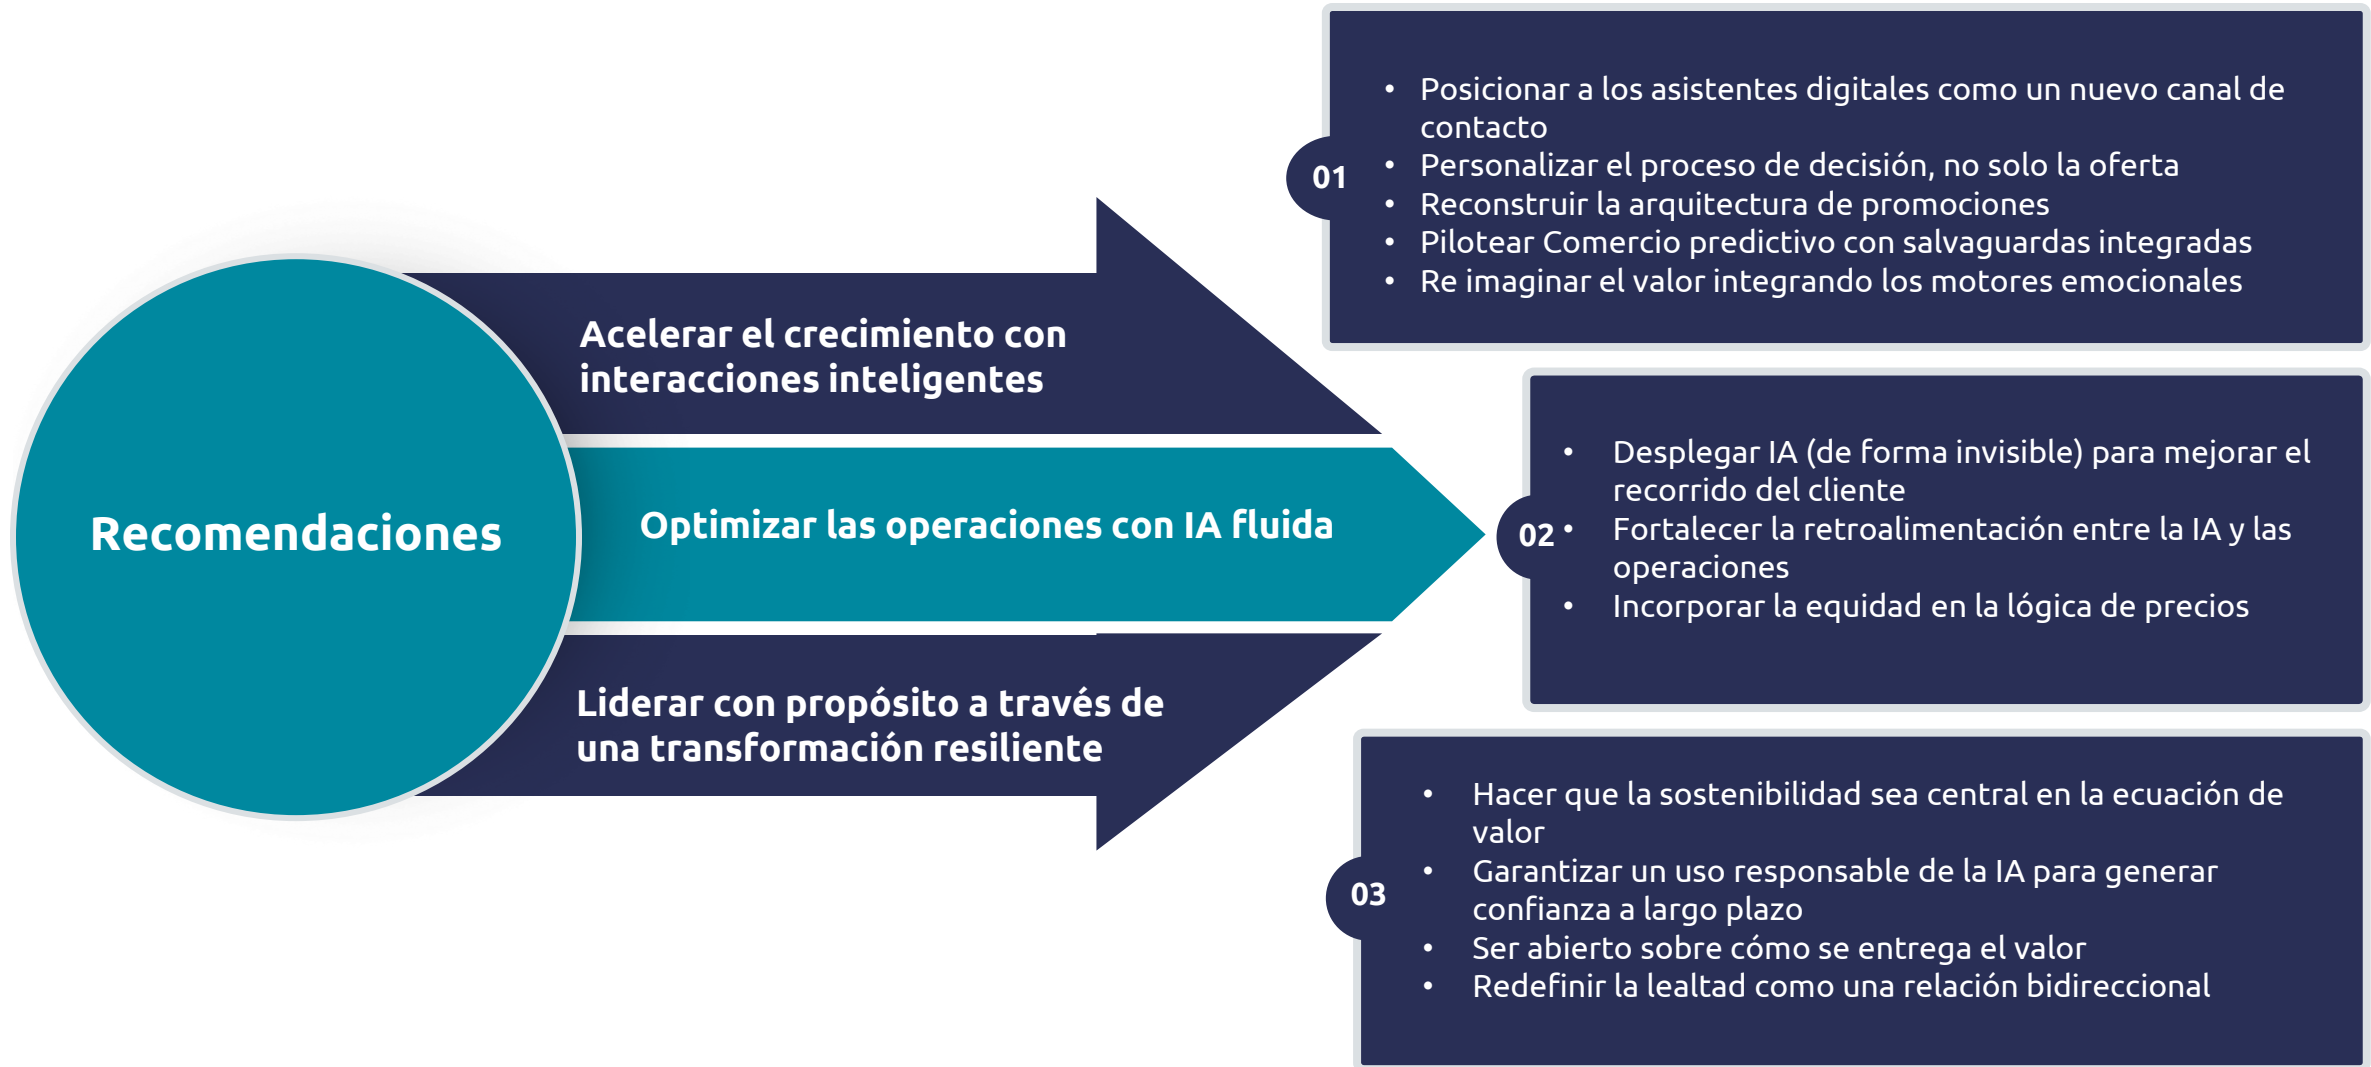 Recomendaciones
Acelerar el crecimiento con
interacciones inteligentes
Optimizar las operaciones con IA fluida
Liderar con propósito a través de
una transformación resiliente
01
• Posicionar a los asistentes digitales como un nuevo canal de
contacto
• Personalizar el proceso de decisión, no solo la oferta
• Reconstruir la arquitectura de promociones
• Pilotear Comercio predictivo con salvaguardas integradas
• Re imaginar el valor integrando los motores emocionales
02
• Desplegar IA (de forma invisible) para mejorar el
recorrido del cliente
• Fortalecer la retroalimentación entre la IA y las
operaciones
• Incorporar la equidad en la lógica de precios
03
• Hacer que la sostenibilidad sea central en la ecuación de
valor
• Garantizar un uso responsable de la IA para generar
confianza a largo plazo
• Ser abierto sobre cómo se entrega el valor
• Redefinir la lealtad como una relación bidireccional